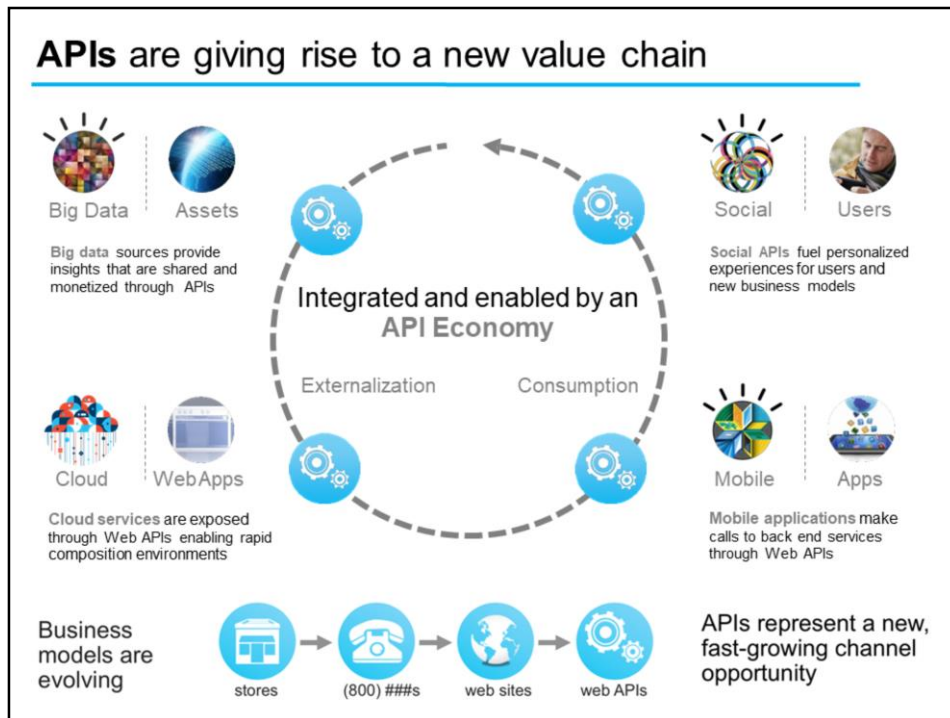 APIs are giving rise to a new value chain
Big Data
Assets
Big data sources provide
insights that are shared and
monetized through APIs
Social
Users
Social APIs fuel personalized
experiences for users and
new business models
Integrated and enabled by an
API Economy
Externalization
Consumption
Cloud
WebApps
Cloud services are exposed
through Web APIs enabling rapid
composition environments
Mobile
Apps
Mobile applications make
calls to back end services
through Web APIs
Business
models are
evolving
stores
(800) ###s
web sites
web APIs
APIs represent a new,
fast-growing channel
opportunity